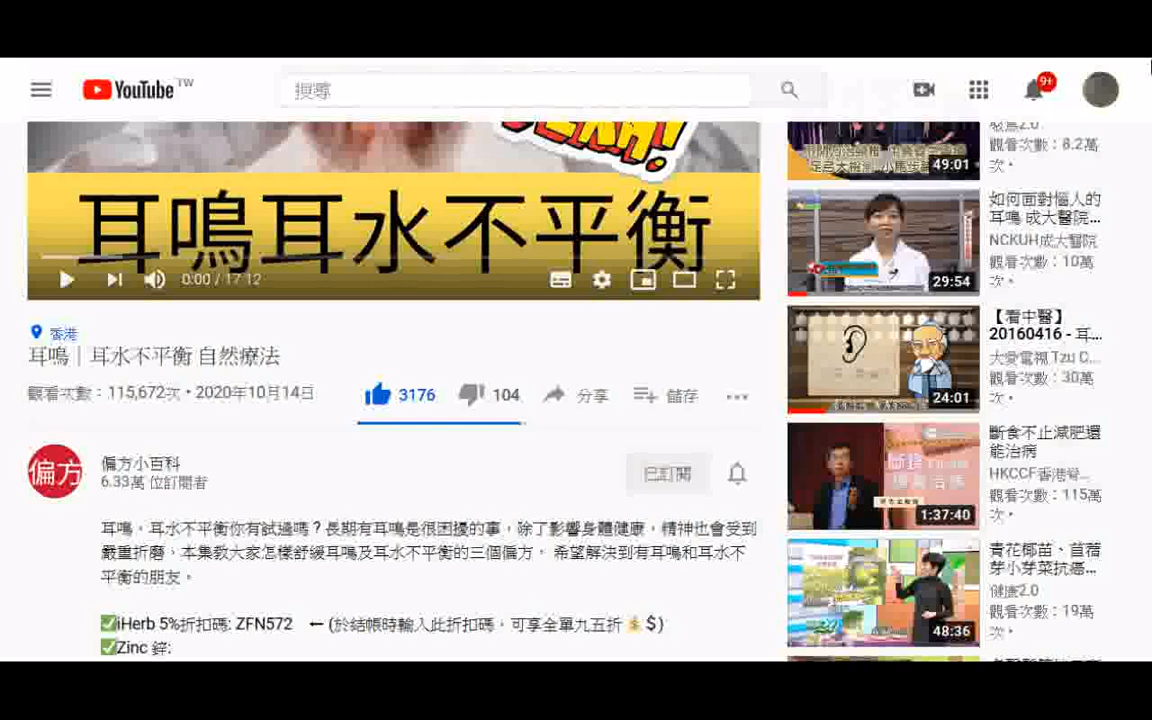 YouTube TW
搜尋
9+
耳鳴耳水不平衡
0:00 / 17:12
香港
耳鳴｜耳水不平衡 自然療法
觀看次數：115,672次・2020年10月14日
3176
104
分享
儲存
偏方
偏方小百科
6.33萬 位訂閱者
已訂閱
耳鳴，耳水不平衡你有試過嗎？長期有耳鳴是很困擾的事，除了影響身體健康，精神也會受到
嚴重折磨，本集教大家怎樣舒緩耳鳴及耳水不平衡的三個偏方， 希望解決到有耳鳴和耳水不
平衡的朋友。
✅iHerb 5%折扣碼: ZFN572 ←(於結帳時輸入此折扣碼，可享全單九五折💰$)
✅Zinc 鋅:
49:01
觀看次數：8.2萬
次・
29:54
如何面對惱人的
耳鳴 成大醫院...
NCKUH成大醫院
觀看次數：10萬
次・
24:01
【看中醫】
20160416 - 耳...
大愛電視 Tzu C...
觀看次數：30萬
次・
1:37:40
斷食不止減肥還
能治病
HKCCF香港營...
觀看次數：115萬
次・
48:36
青花椰苗、苜蓿
芽小芽菜抗癌...
健康2.0
觀看次數：19萬
次・